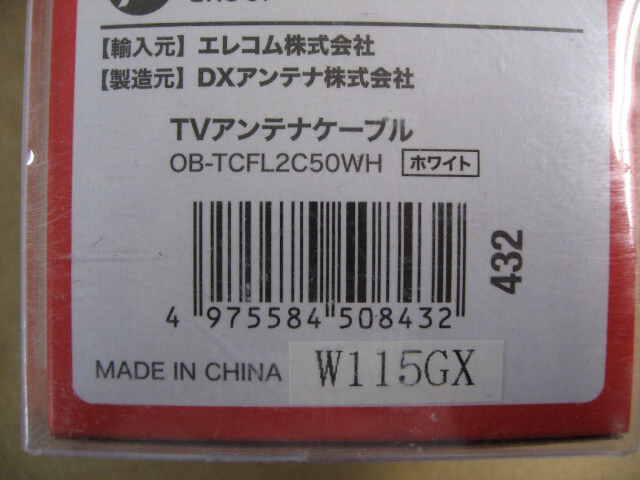 【輸入元】エレコム株式会社
【製造元】DXアンテナ株式会社
TVアンテナケーブル
OB-TCFL2C50WH ホワイト
432
4 975584 508432
MADE IN CHINA W115GX